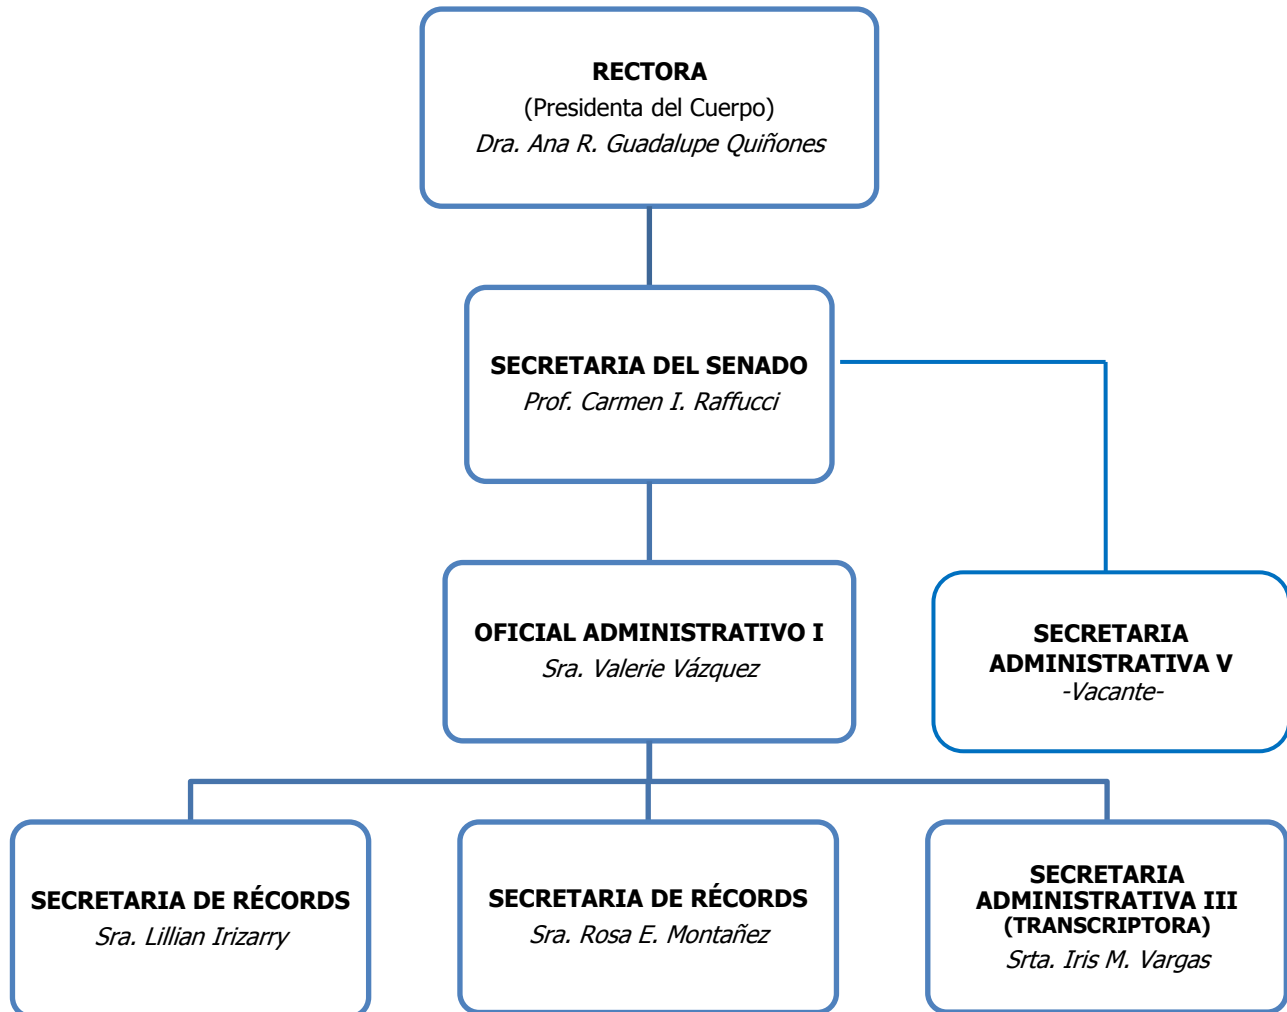 RECTORA
(Presidenta del Cuerpo)
Dra. Ana R. Guadalupe Quiñones
SECRETARIA DEL SENADO
Prof. Carmen I. Raffucci
OFICIAL ADMINISTRATIVO I
Sra. Valerie Vázquez
SECRETARIA
ADMINISTRATIVA V
-Vacante-
SECRETARIA DE RÉCORDS
Sra. Lillian Irizarry
SECRETARIA DE RÉCORDS
Sra. Rosa E. Montañez
SECRETARIA
ADMINISTRATIVA III
(TRANSCRIPTORA)
Srta. Iris M. Vargas